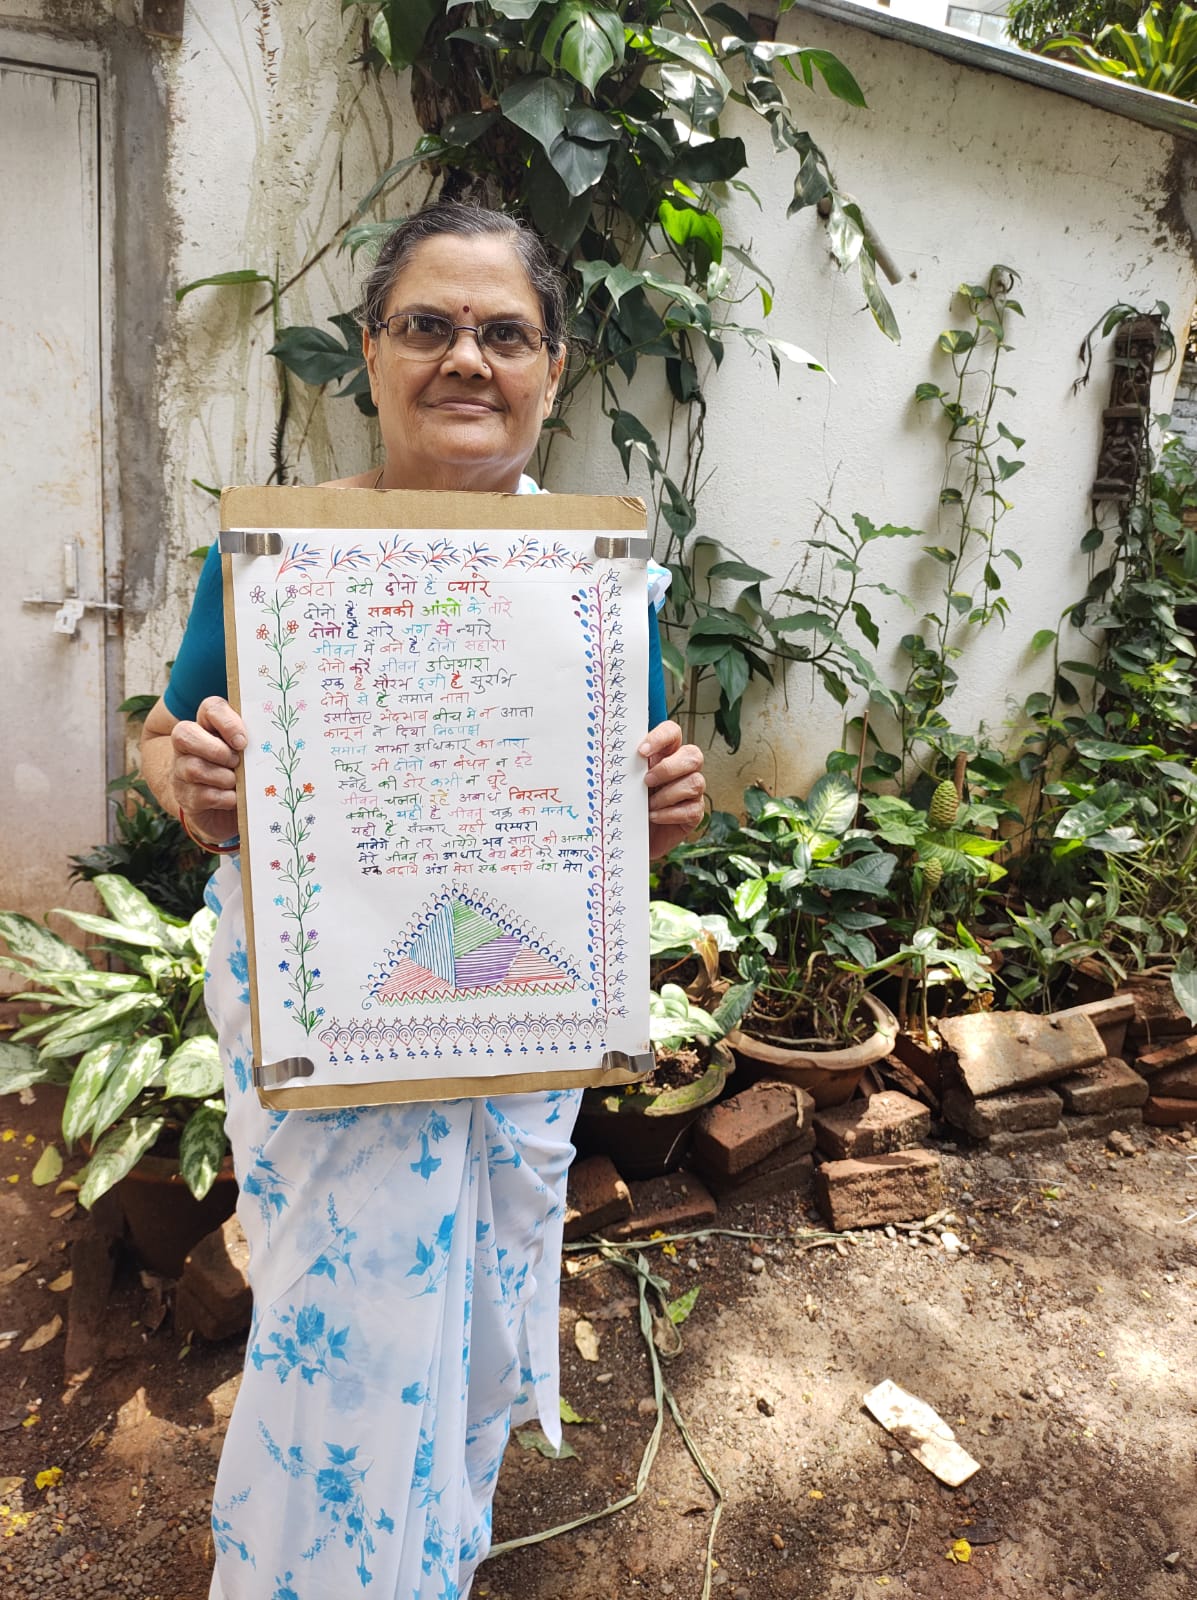 बेटा बेटी दोनो हैं प्यारे
दोनो हैं सबकी आंखो के तारे
दोनों हैं सारे जग से न्यारे
जीवन में बने हैं दोनो सहारा
दोनो करें जीवन उजियारा
एक है सौरभ दुजी है सुरभि
दोनो से है समान नाता
इसलिए भेदभाव बीच मे न आता
कानून ने दिया निष्पक्ष
समान साझा अधिकार का नारा
फिर भी दोनो का बंधन न टूटे
स्नेह की डोर कभी न छूटे
जीवन चलता रहे अबाध निरन्तर
क्योंकि यही है जीवन चक्र का मन्तर
यही है संस्कार यही परम्परा
मानेगे तो तर जायेगे भव सागर की अन्तरा
मेरे जीवन का आधार बेटा बेटी करे साकार
एक बढ़ाये अंश मेरा एक बढ़ाये वंश मेरा